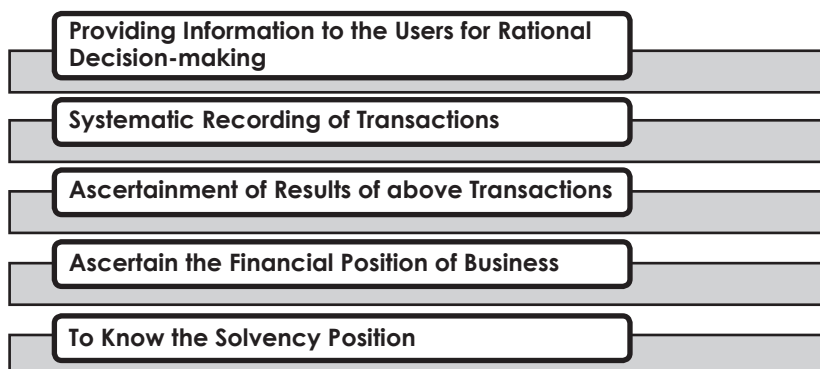 Providing Information to the Users for Rational
Decision-making
Systematic Recording of Transactions
Ascertainment of Results of above Transactions
Ascertain the Financial Position of Business
To Know the Solvency Position